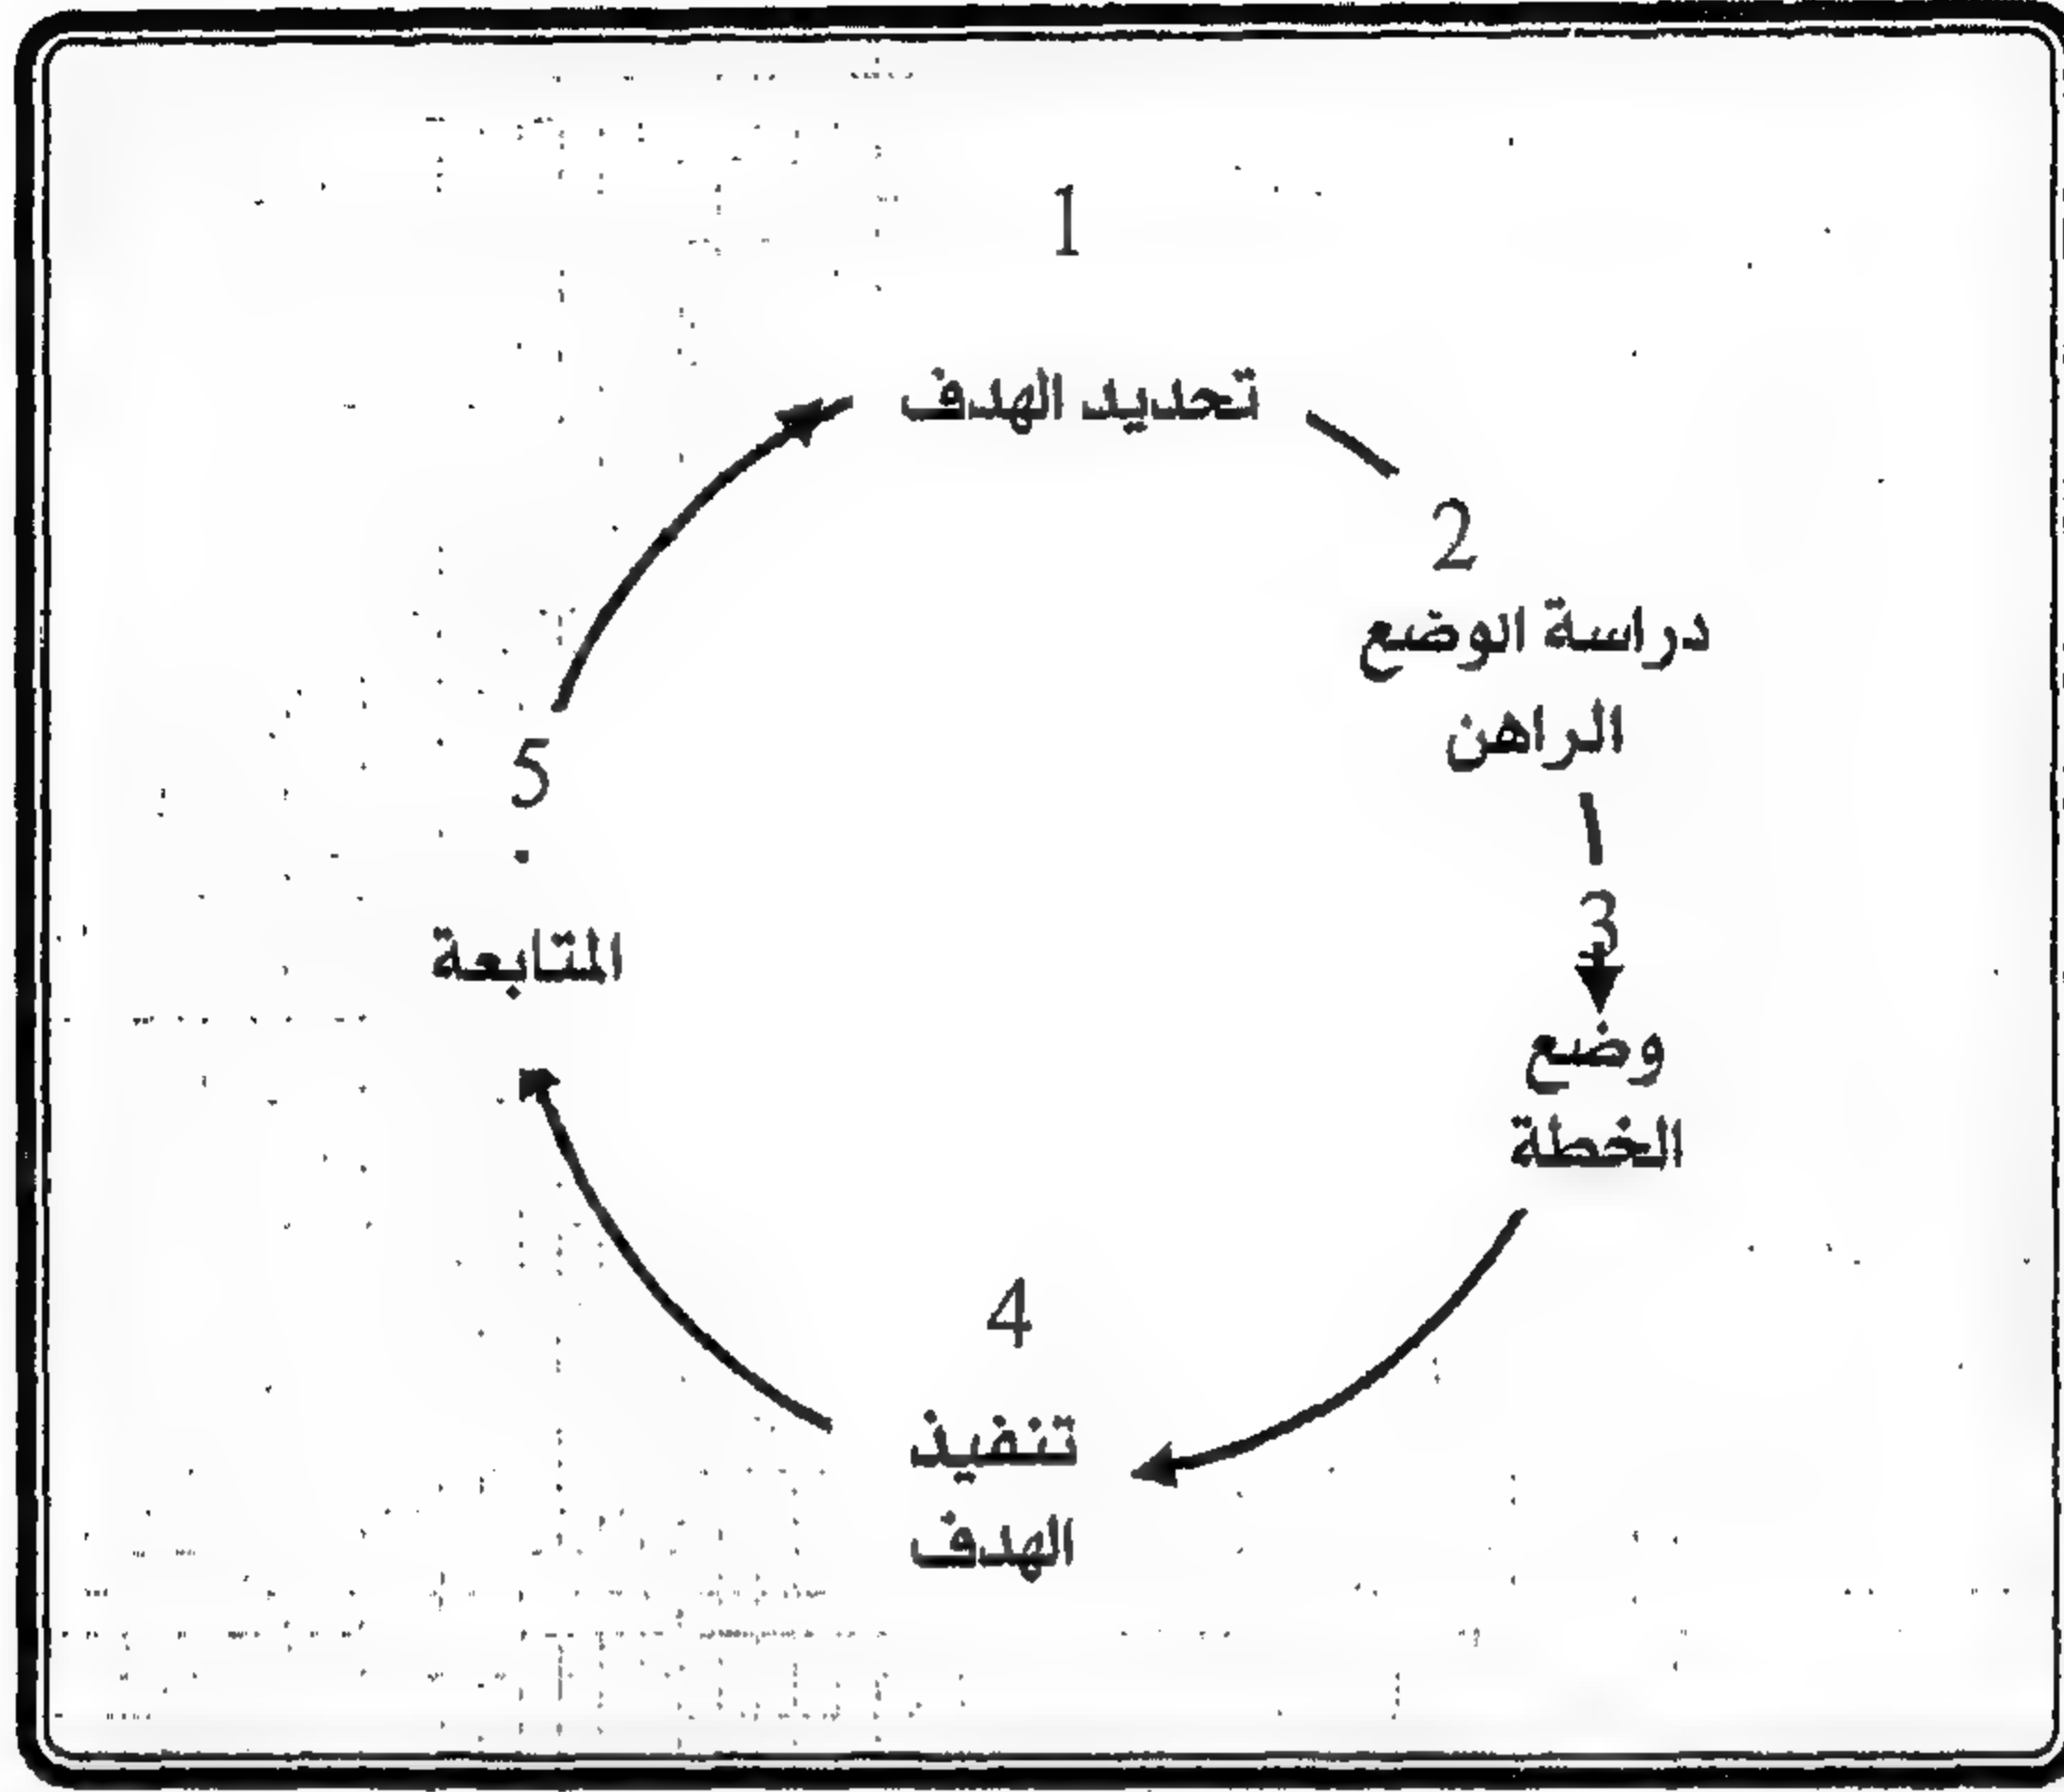 1
تحديد الهدف
2
دراسة الوضع
الراهن
3
وضع
الخطة
4
تنفيذ
الهدف
5
المتابعة